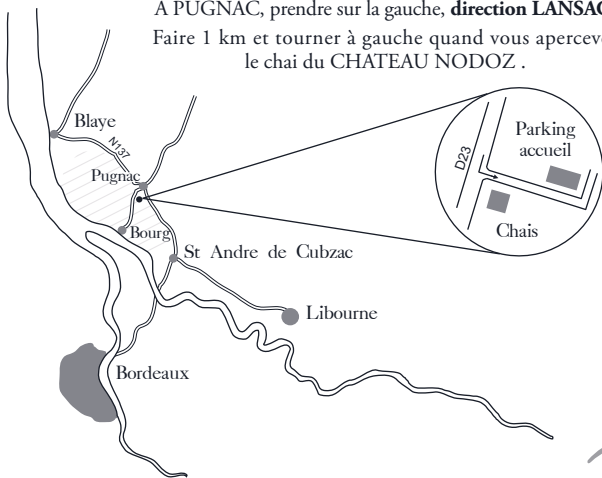 A PUGNAC, prendre sur la gauche, direction LANSAC
Faire 1 km et tourner à gauche quand vous
le chai du CHATEAU NODOZ .
Blaye
N137
Pugnac
Bourg
St Andre de Cubzac
Libourne
Bordeaux
D23
Parking
accueil
Chais